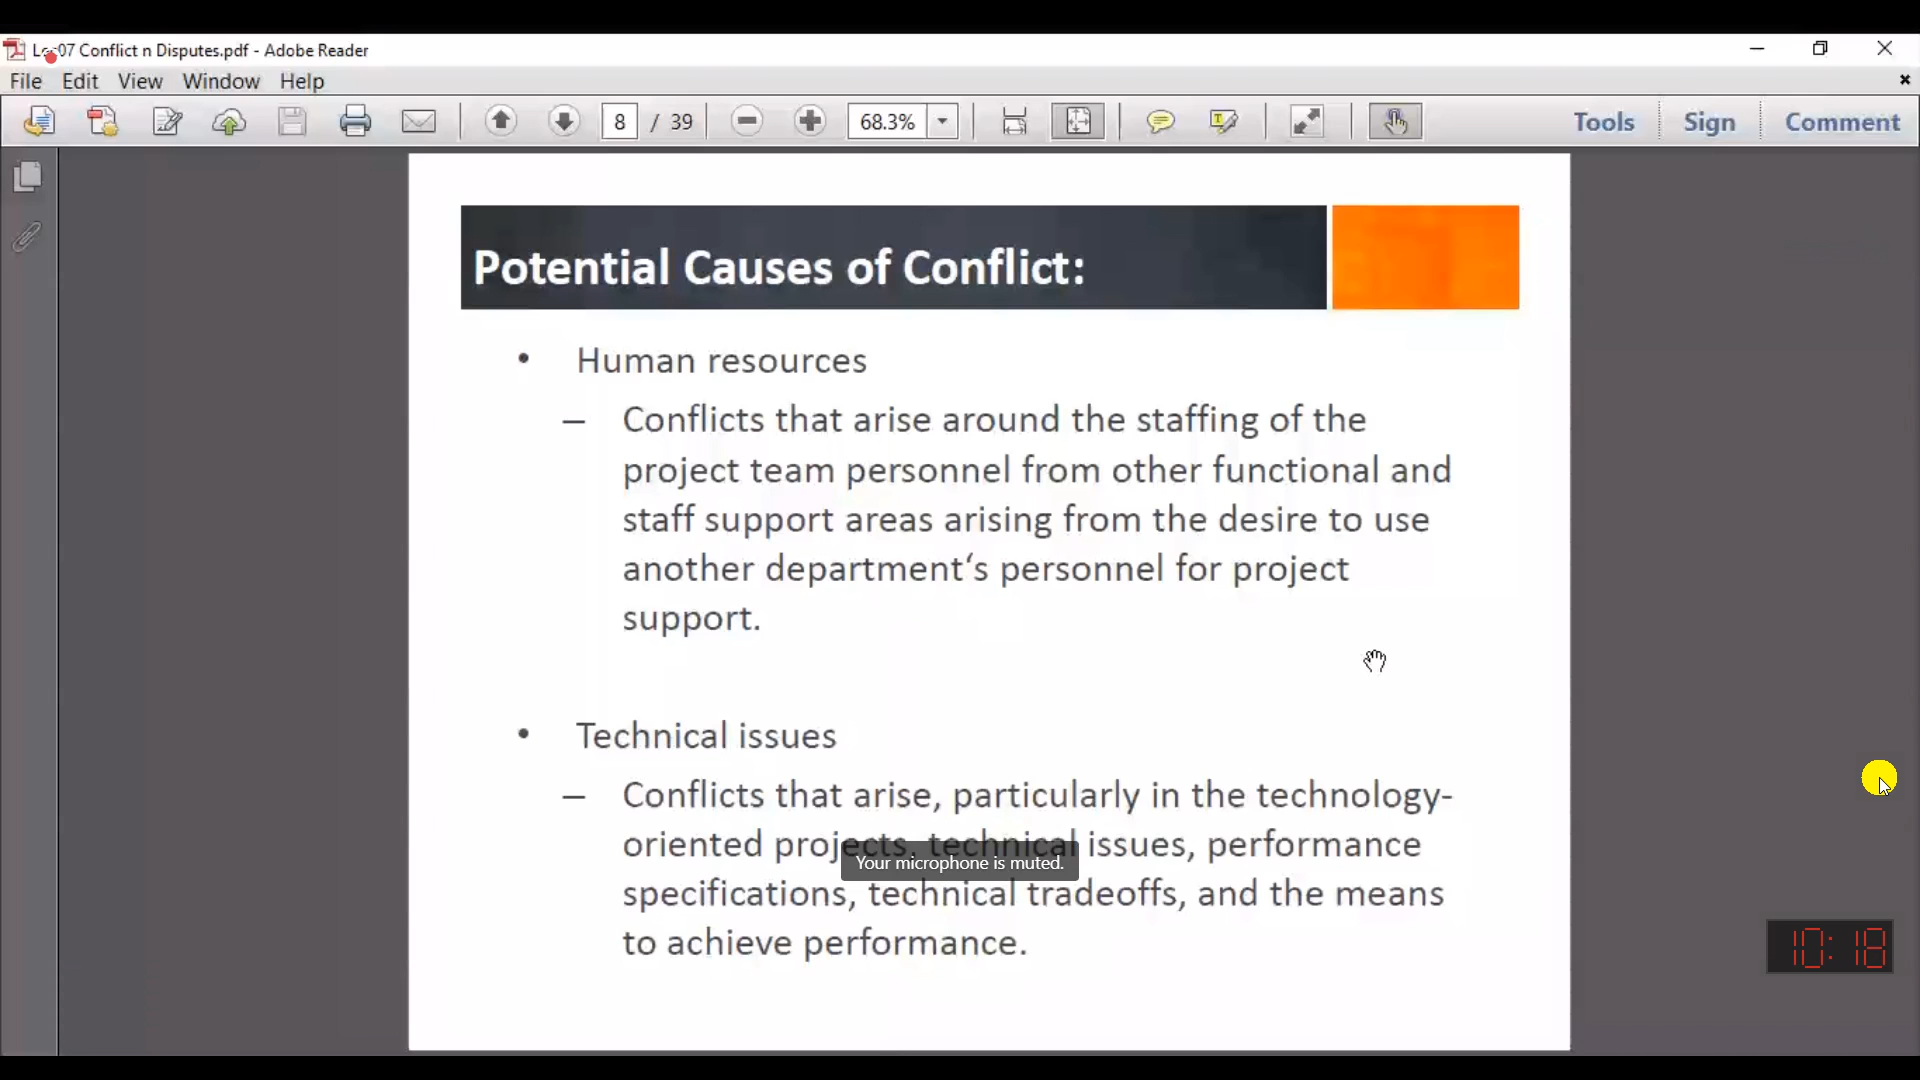 Lec07 Conflict n Disputes.pdf - Adobe Reader
File Edit View Window Help
8 / 39 68.3% Tools Sign Comment
Potential Causes of Conflict:
• Human resources
– Conflicts that arise around the staffing of the
project team personnel from other functional and
staff support areas arising from the desire to use
another department‘s personnel for project
support.
• Technical issues
– Conflicts that arise, particularly in the technology-
oriented projects, technical issues, performance
Your microphone is muted.
specifications, technical tradeoffs, and the means
to achieve performance.
10:18